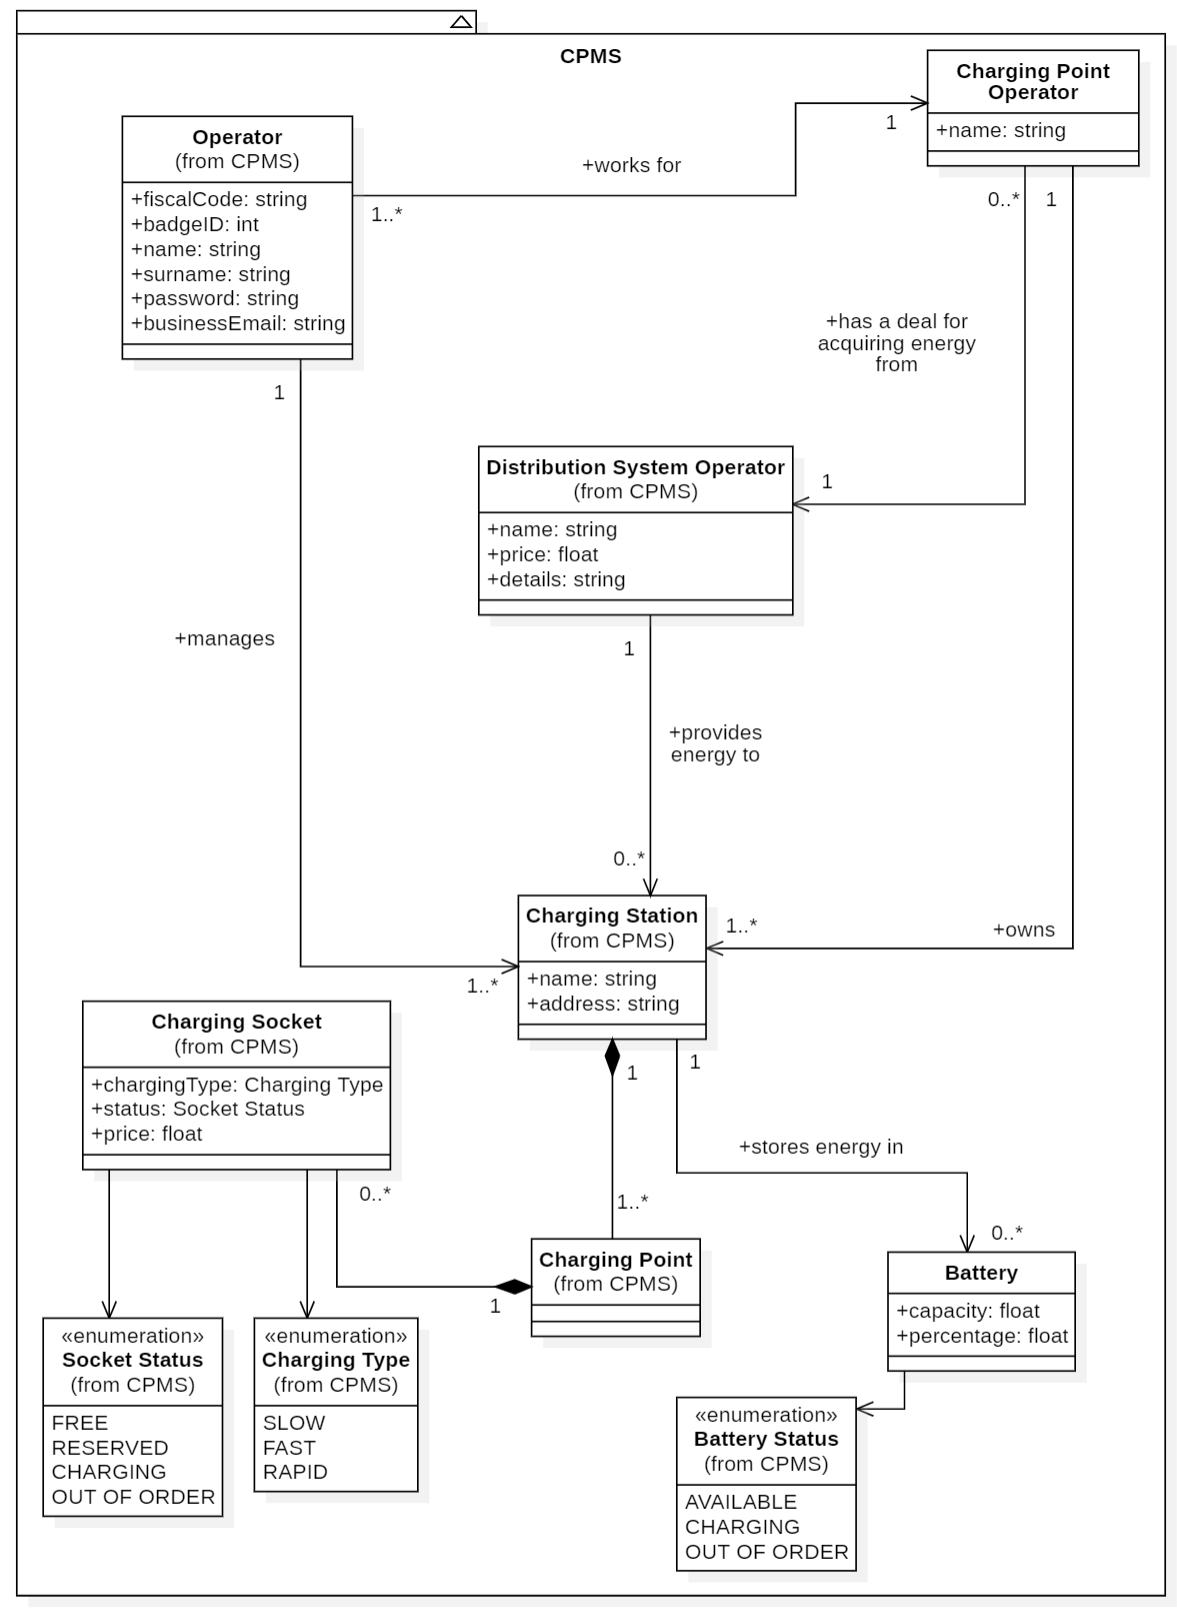 CPMS
Charging Point
Operator
+name: string
Operator
(from CPMS)
+fiscalCode: string
+badgeID: int
+name: string
+surname: string
+password: string
+businessEmail: string
+works for
1
1..*
0..*
1
+has a deal for
acquiring energy
from
1
1
Distribution System Operator
(from CPMS)
+name: string
+price: float
+details: string
+manages
1
+provides
energy to
0..*
Charging Station
(from CPMS)
+name: string
+address: string
1..*
+owns
1..*
Charging Socket
(from CPMS)
+chargingType: Charging Type
+status: Socket Status
+price: float
1
1
+stores energy in
0..*
1..*
0..*
Charging Point
(from CPMS)
1
Battery
+capacity: float
+percentage: float
«enumeration»
Socket Status
(from CPMS)
FREE
RESERVED
CHARGING
OUT OF ORDER
«enumeration»
Charging Type
(from CPMS)
SLOW
FAST
RAPID
«enumeration»
Battery Status
(from CPMS)
AVAILABLE
CHARGING
OUT OF ORDER